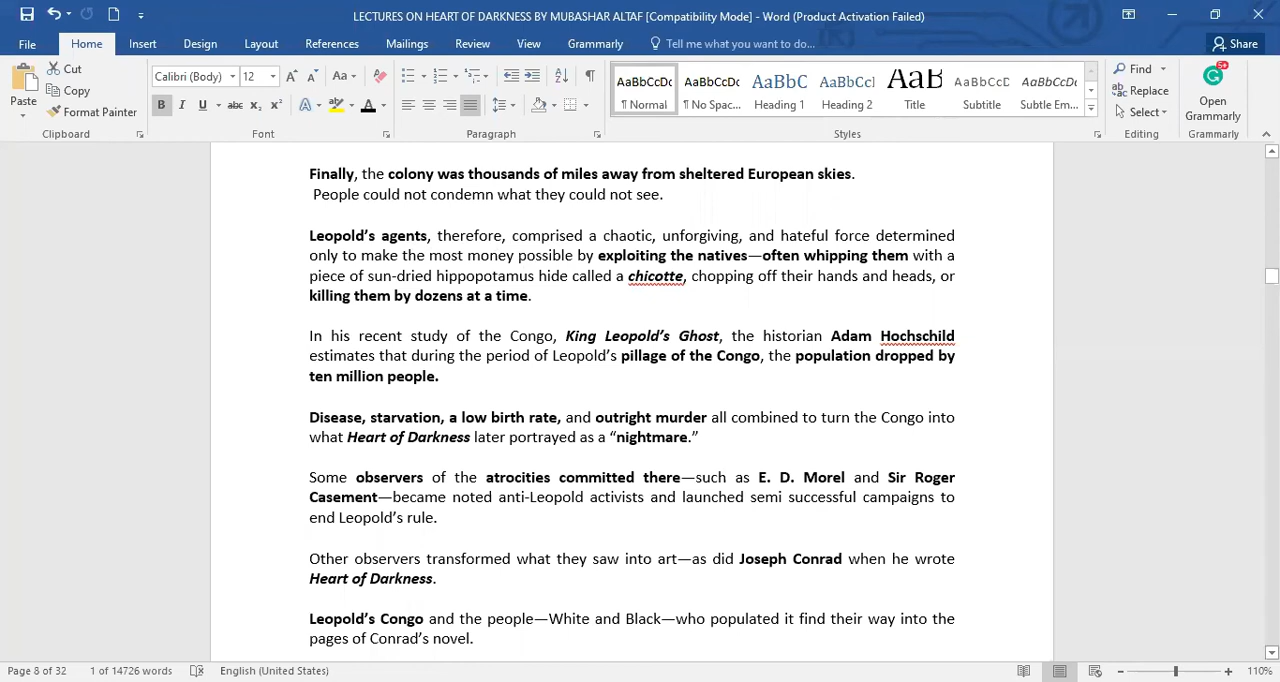 LECTURES ON HEART OF DARKNESS BY MUBASHAR ALTAF [Compatibility Mode] - Word (Product Activation Failed)
File Home Insert Design Layout References Mailings Review View Grammarly Tell me what you want to do... Share
Paste Cut Copy Format Painter Clipboard
Calibri (Body) 12 Font
Paragraph
AaBbCcDc ¶ Normal AaBbCcDc ¶ No Spac... AaBbC Heading 1 AaBbCcI Heading 2 AaB Title AaBbCcD Subtitle AaBbCcDc Subtle Em... Styles
Find Replace Select Editing
Open Grammarly Grammarly
Finally, the colony was thousands of miles away from sheltered European skies.
People could not condemn what they could not see.
Leopold’s agents, therefore, comprised a chaotic, unforgiving, and hateful force determined
only to make the most money possible by exploiting the natives—often whipping them with a
piece of sun-dried hippopotamus hide called a chicotte, chopping off their hands and heads, or
killing them by dozens at a time.
In his recent study of the Congo, King Leopold’s Ghost, the historian Adam Hochschild
estimates that during the period of Leopold’s pillage of the Congo, the population dropped by
ten million people.
Disease, starvation, a low birth rate, and outright murder all combined to turn the Congo into
what Heart of Darkness later portrayed as a “nightmare.”
Some observers of the atrocities committed there—such as E. D. Morel and Sir Roger
Casement—became noted anti-Leopold activists and launched semi successful campaigns to
end Leopold’s rule.
Other observers transformed what they saw into art—as did Joseph Conrad when he wrote
Heart of Darkness.
Leopold’s Congo and the people—White and Black—who populated it find their way into the
pages of Conrad’s novel.
Page 8 of 32 1 of 14726 words English (United States) 110%